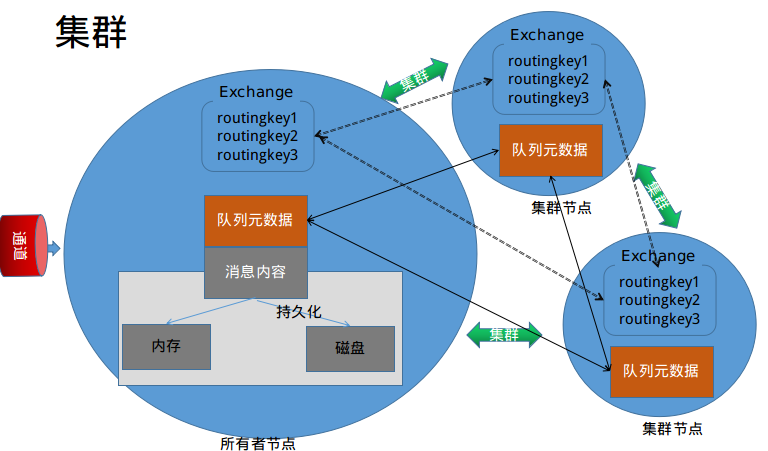 集群
Exchange
routingkey1
routingkey2
routingkey3
集群
Exchange
routingkey1
routingkey2
routingkey3
队列元数据
集群节点
队列元数据
消息内容
持久化
内存
磁盘
所有者节点
通道
集群
集群
Exchange
routingkey1
routingkey2
routingkey3
队列元数据
集群节点